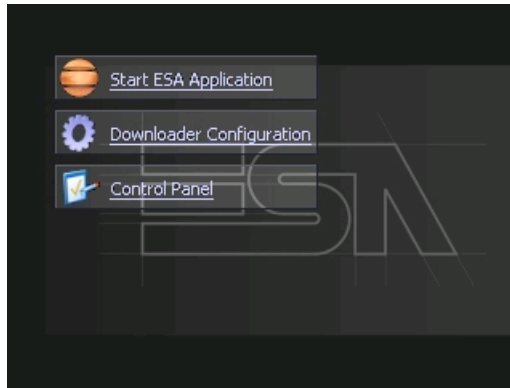 Start ESA Application
Downloader Configuration
Control Panel
ESA